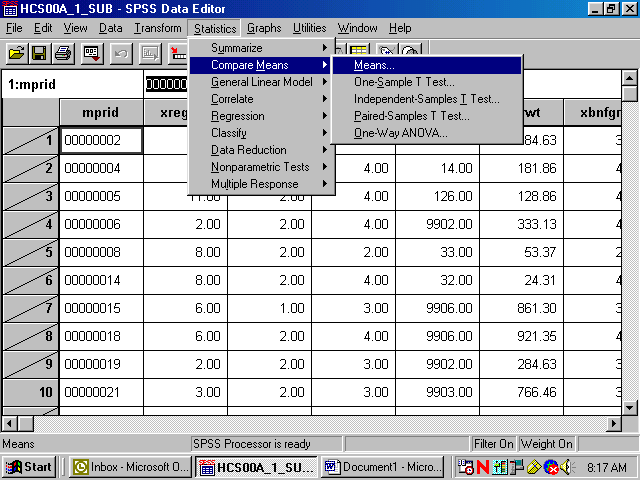 HCS00A_1_SUB - SPSS Data Editor
File Edit View Data Transform Statistics Graphs Utilities Window Help
Summarize
Compare Means
General Linear Model
Correlate
Regression
Classify
Data Reduction
Nonparametric Tests
Multiple Response
Means...
One-Sample T Test...
Independent-Samples T Test...
Paired-Samples T Test...
One-Way ANOVA...
1:mprid
mprid xreg wt xbnfgr
1 00000002 84.63 3
2 00000004 4.00 14.00 181.86 4
3 00000005 11.00 2.00 4.00 126.00 128.86 4
4 00000006 2.00 2.00 4.00 9902.00 333.13 4
5 00000008 8.00 2.00 2.00 33.00 53.37 2
6 00000014 8.00 2.00 4.00 32.00 24.31 4
7 00000015 6.00 1.00 3.00 9906.00 861.30 3
8 00000018 6.00 2.00 4.00 9906.00 921.35 4
9 00000019 2.00 2.00 3.00 9902.00 284.63 3
10 00000021 3.00 2.00 3.00 9903.00 766.46 3
Means SPSS Processor is ready Filter On Weight On
Start Inbox - Microsoft O... HCS00A_1_SU... Document1 - Micro... 8:17 AM